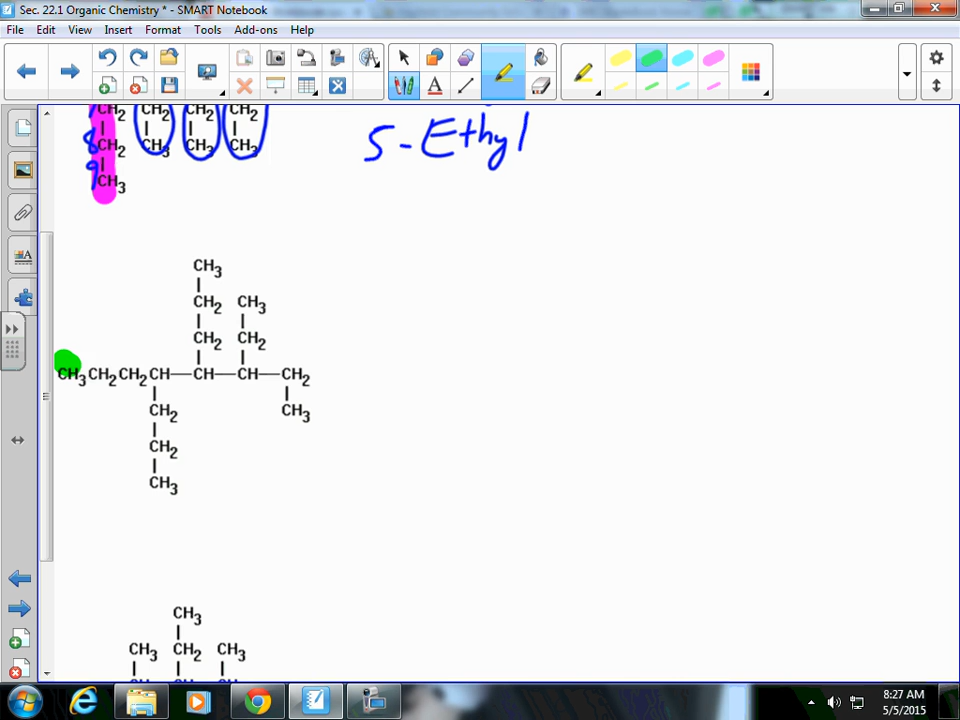 Sec. 22.1 Organic Chemistry * - SMART Notebook
File Edit View Insert Format Tools Add-ons Help
CH2 CH2 CH2 CH2
8 CH2 CH3 CH3 CH3
5-Ethyl
9 CH3
CH3
CH2 CH3
CH2 CH2
CH3CH2CH2CH—CH—CH—CH2
CH2 CH3
CH2
CH3
CH3
CH3 CH2 CH3
8:27 AM
5/5/2015